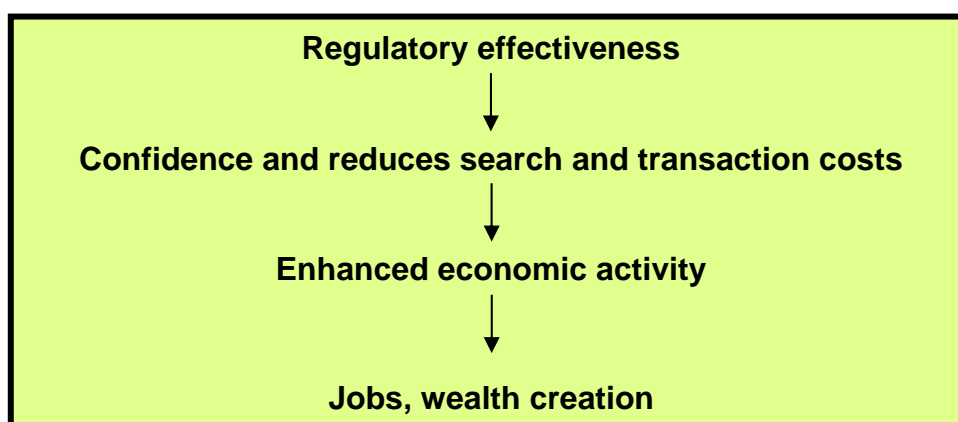 Regulatory effectiveness
Confidence and reduces search and transaction costs
Enhanced economic activity
Jobs, wealth creation